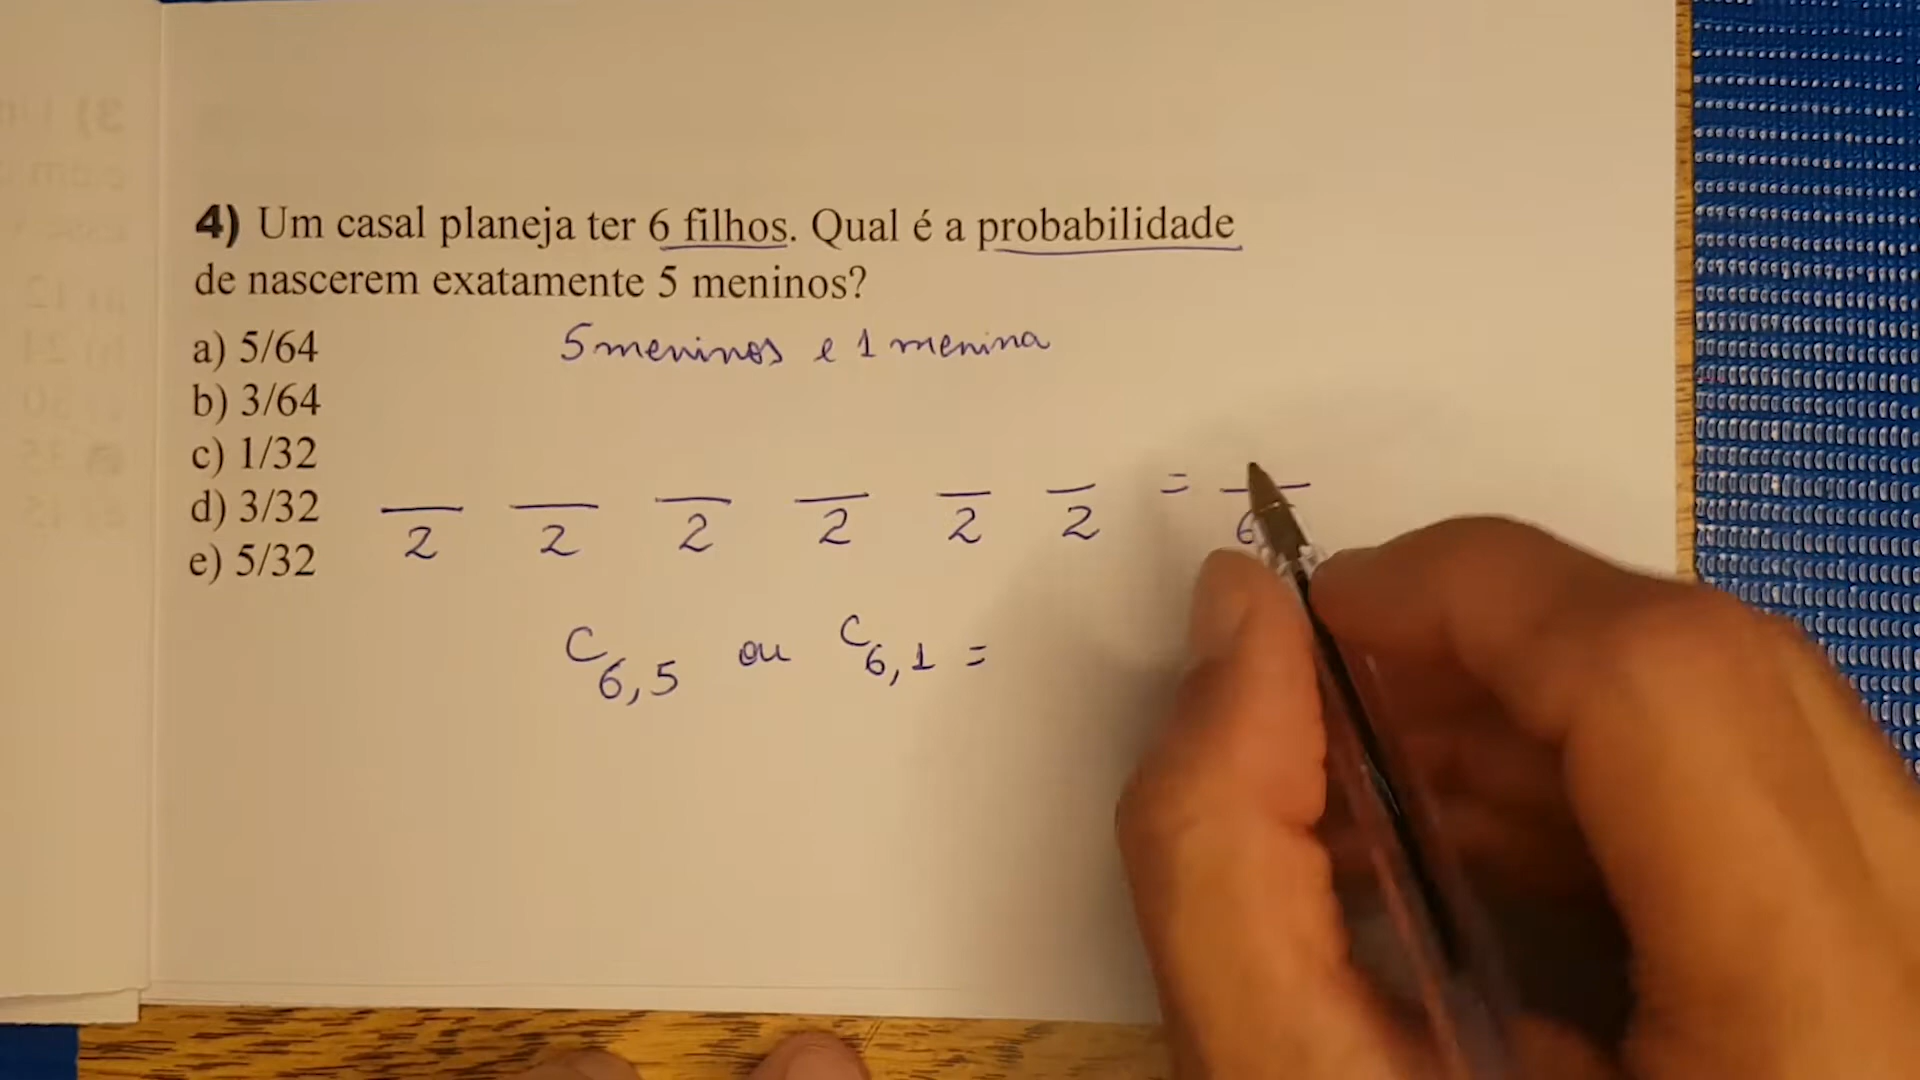 4) Um casal planeja ter 6 filhos. Qual é a probabilidade
de nascerem exatamente 5 meninos?
a) 5/64
5 meninos e 1 menina
b) 3/64
c) 1/32
d) 3/32
e) 5/32
2 2 2 2 2 2 = 6
C6,5 ou C6,1 =